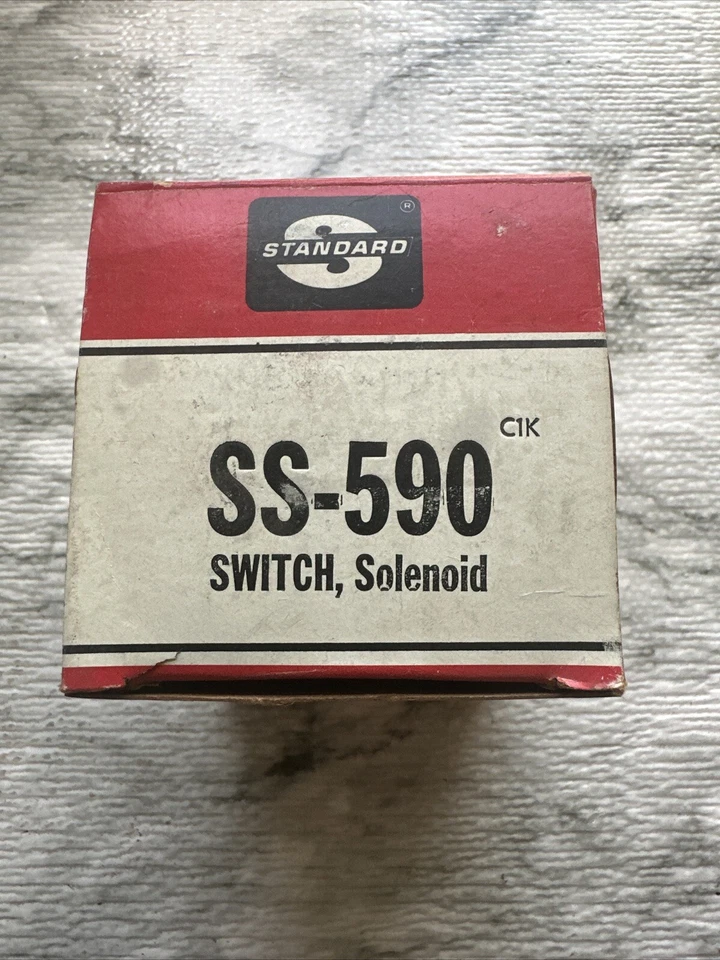 STANDARD ®
C1K
SS-590
SWITCH, Solenoid